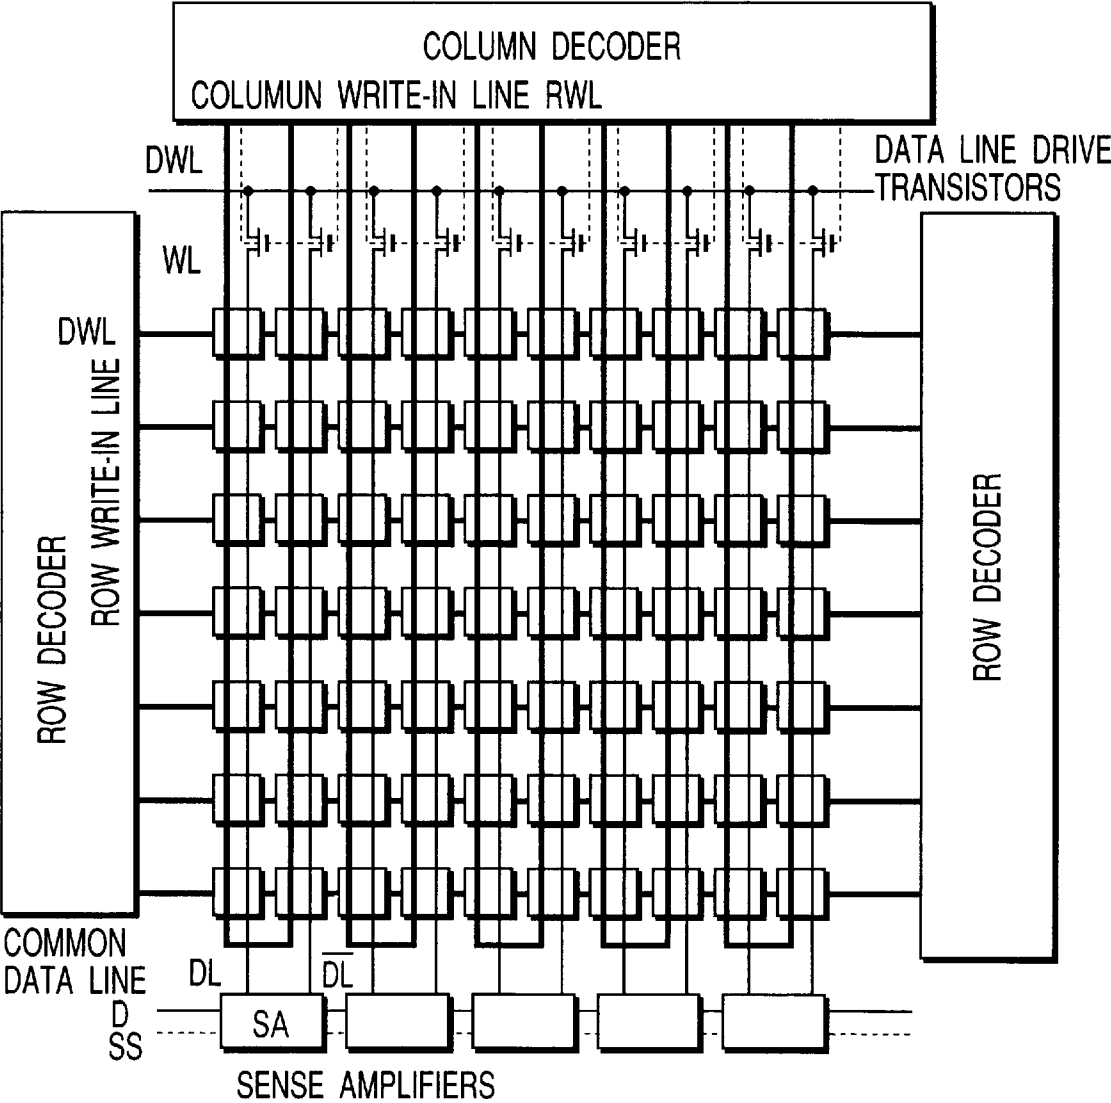 COLUMN DECODER
COLUMUN WRITE-IN LINE RWL
DWL
DATA LINE DRIVE
TRANSISTORS
WL
DWL
ROW WRITE-IN LINE
ROW DECODER
ROW DECODER
COMMON
DATA LINE
DL
DL
D
SS
SA
SENSE AMPLIFIERS